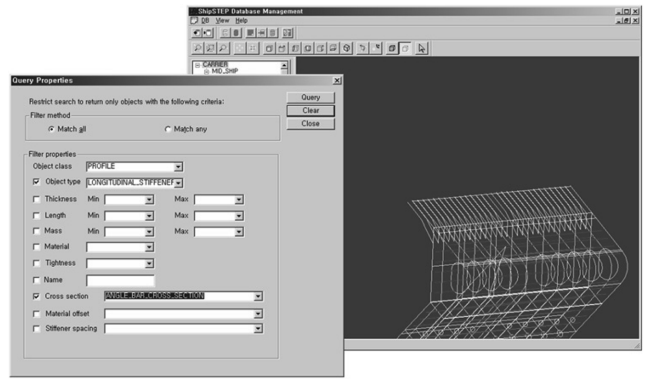 ShipSTEP Database Management
DB View Help
CARRIER
MID_SHIP
Query Properties
Restrict search to return only objects with the following criteria:
Query
Clear
Close
Filter method
Match all
Match any
Filter properties
Object class PROFILE
Object type LONGITUDINAL_STIFFENER
Thickness Min Max
Length Min Max
Mass Min Max
Material
Tightness
Name
Cross section ANGLE_BAR_CROSS_SECTION
Material offset
Stiffener spacing